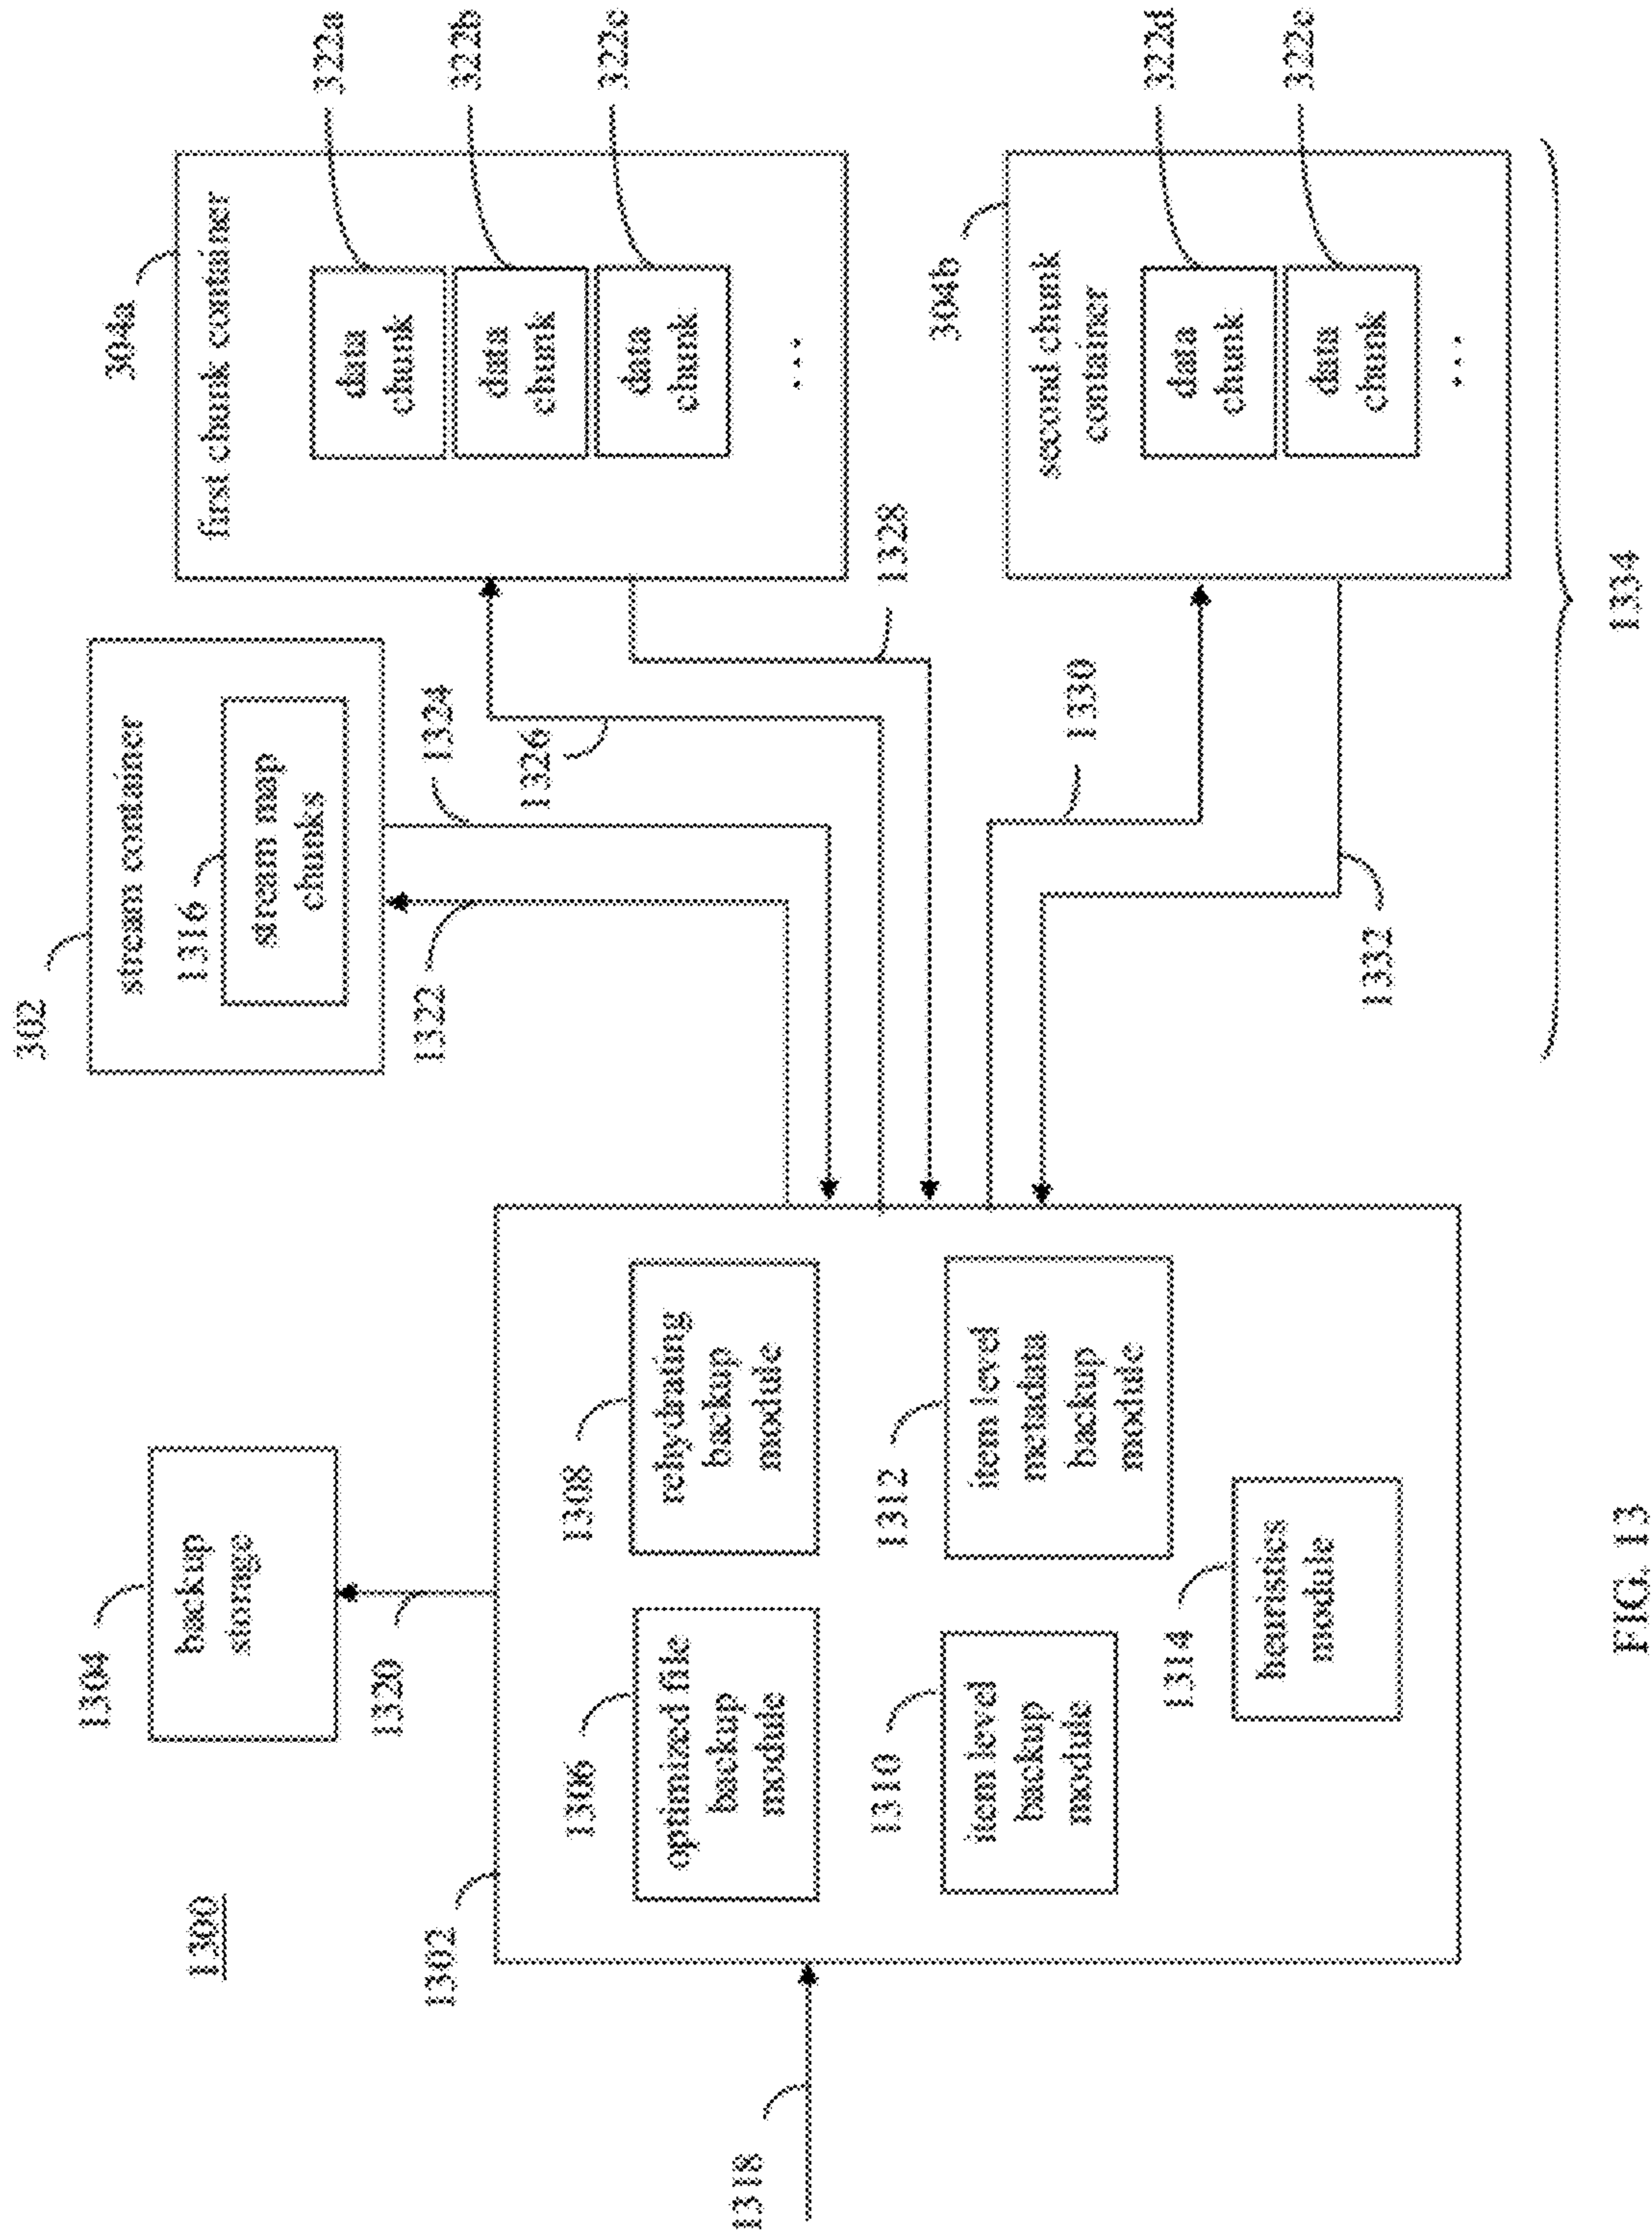 1300
1304
backup
storage
1320
1302
1318
1306
optimized file
backup
module
1308
rehydrating
backup
module
1310
item level
backup
module
1312
item level
metadata
backup
module
1314
heuristics
module
302
stream container
1316
stream map
chunks
1322
1324
1326
1328
1330
1332
304a
first chunk container
data
chunk
322a
data
chunk
322b
data
chunk
322c
...
304b
second chunk
container
data
chunk
322d
data
chunk
322e
...
1334
FIG. 13